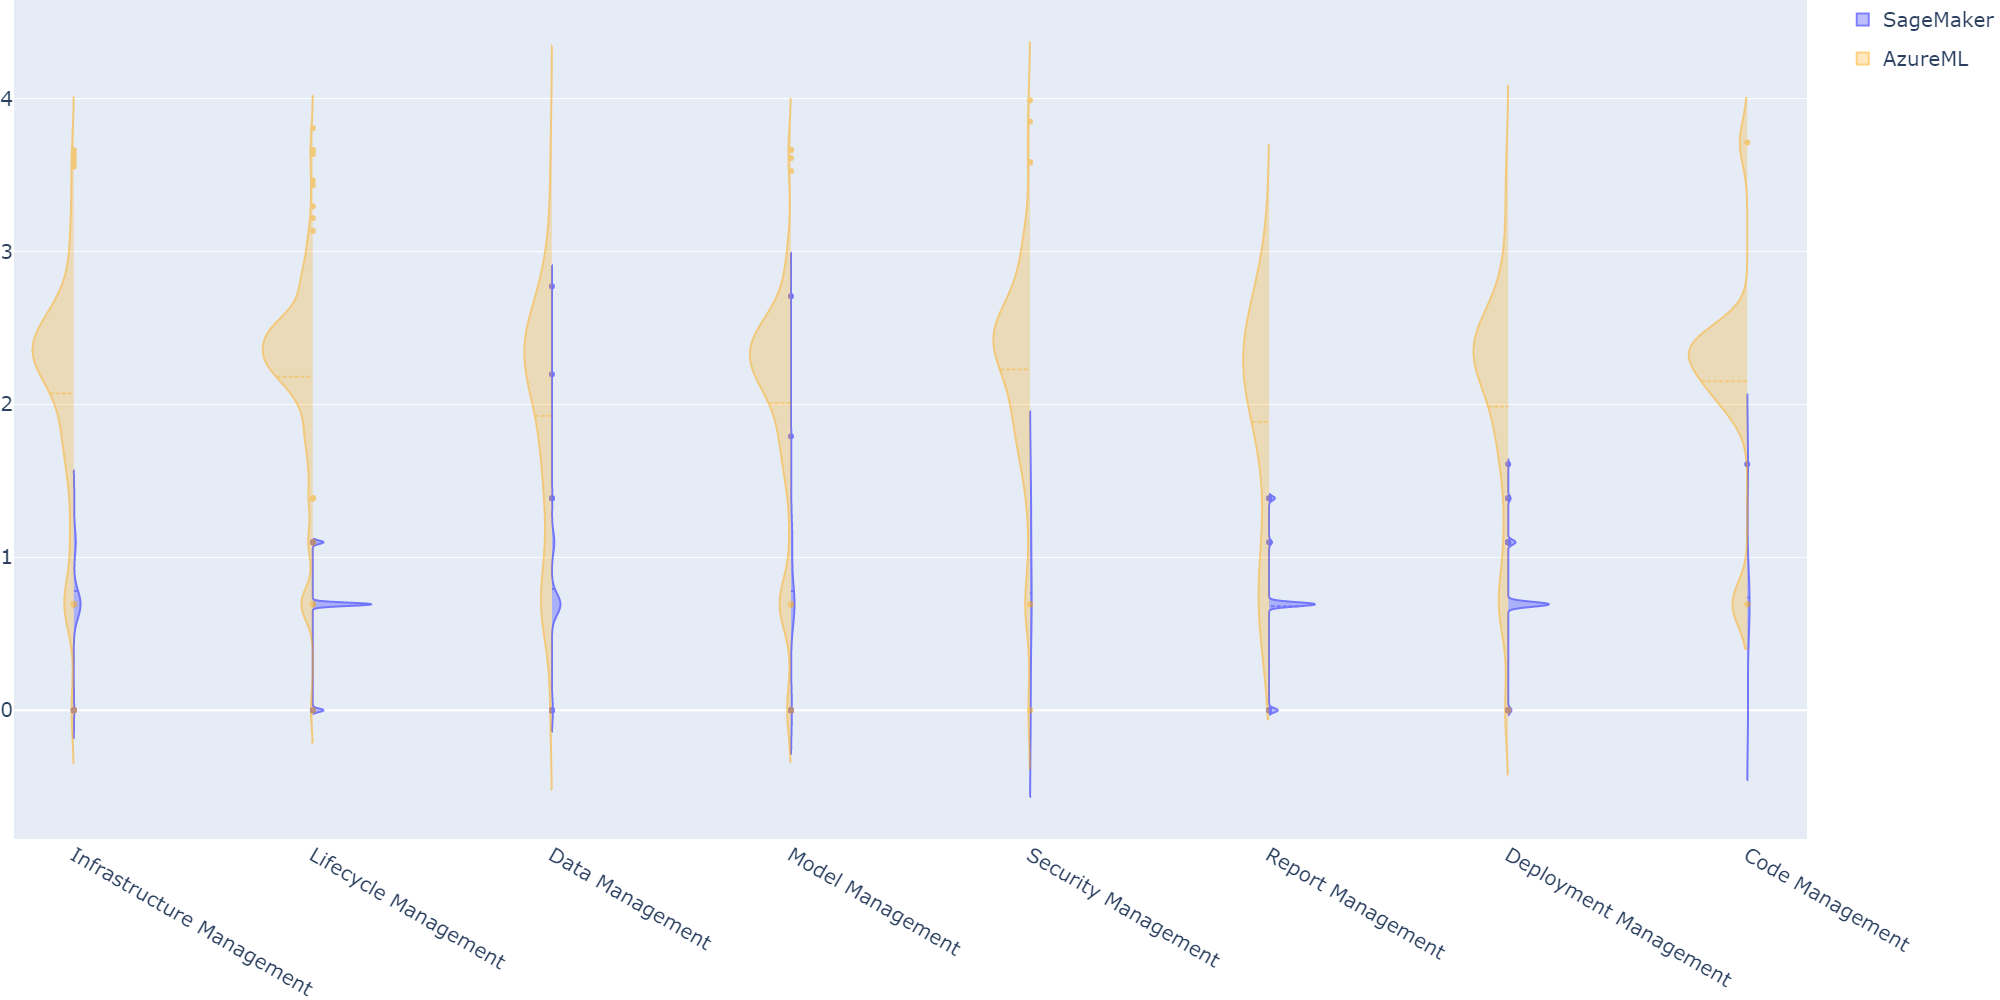 SageMaker
AzureML
4
3
2
1
0
Infrastructure Management
Lifecycle Management
Data Management
Model Management
Security Management
Report Management
Deployment Management
Code Management